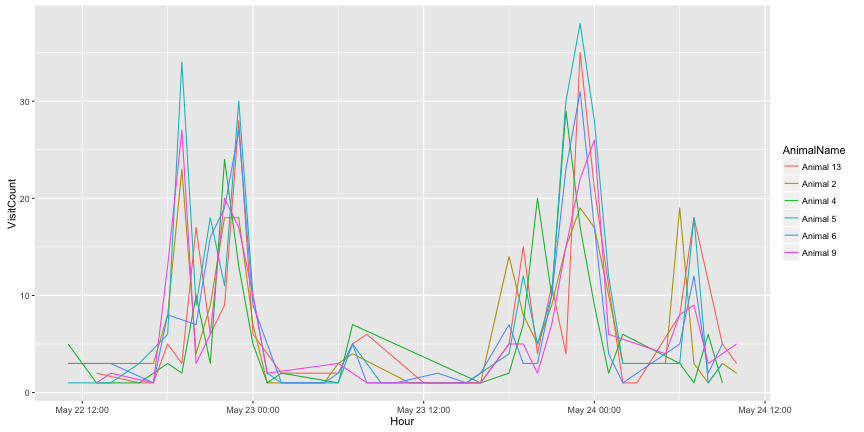 VisitCount
30
20
10
0
May 22 12:00
May 23 00:00
May 23 12:00
May 24 00:00
May 24 12:00
Hour
AnimalName
Animal 13
Animal 2
Animal 4
Animal 5
Animal 6
Animal 9